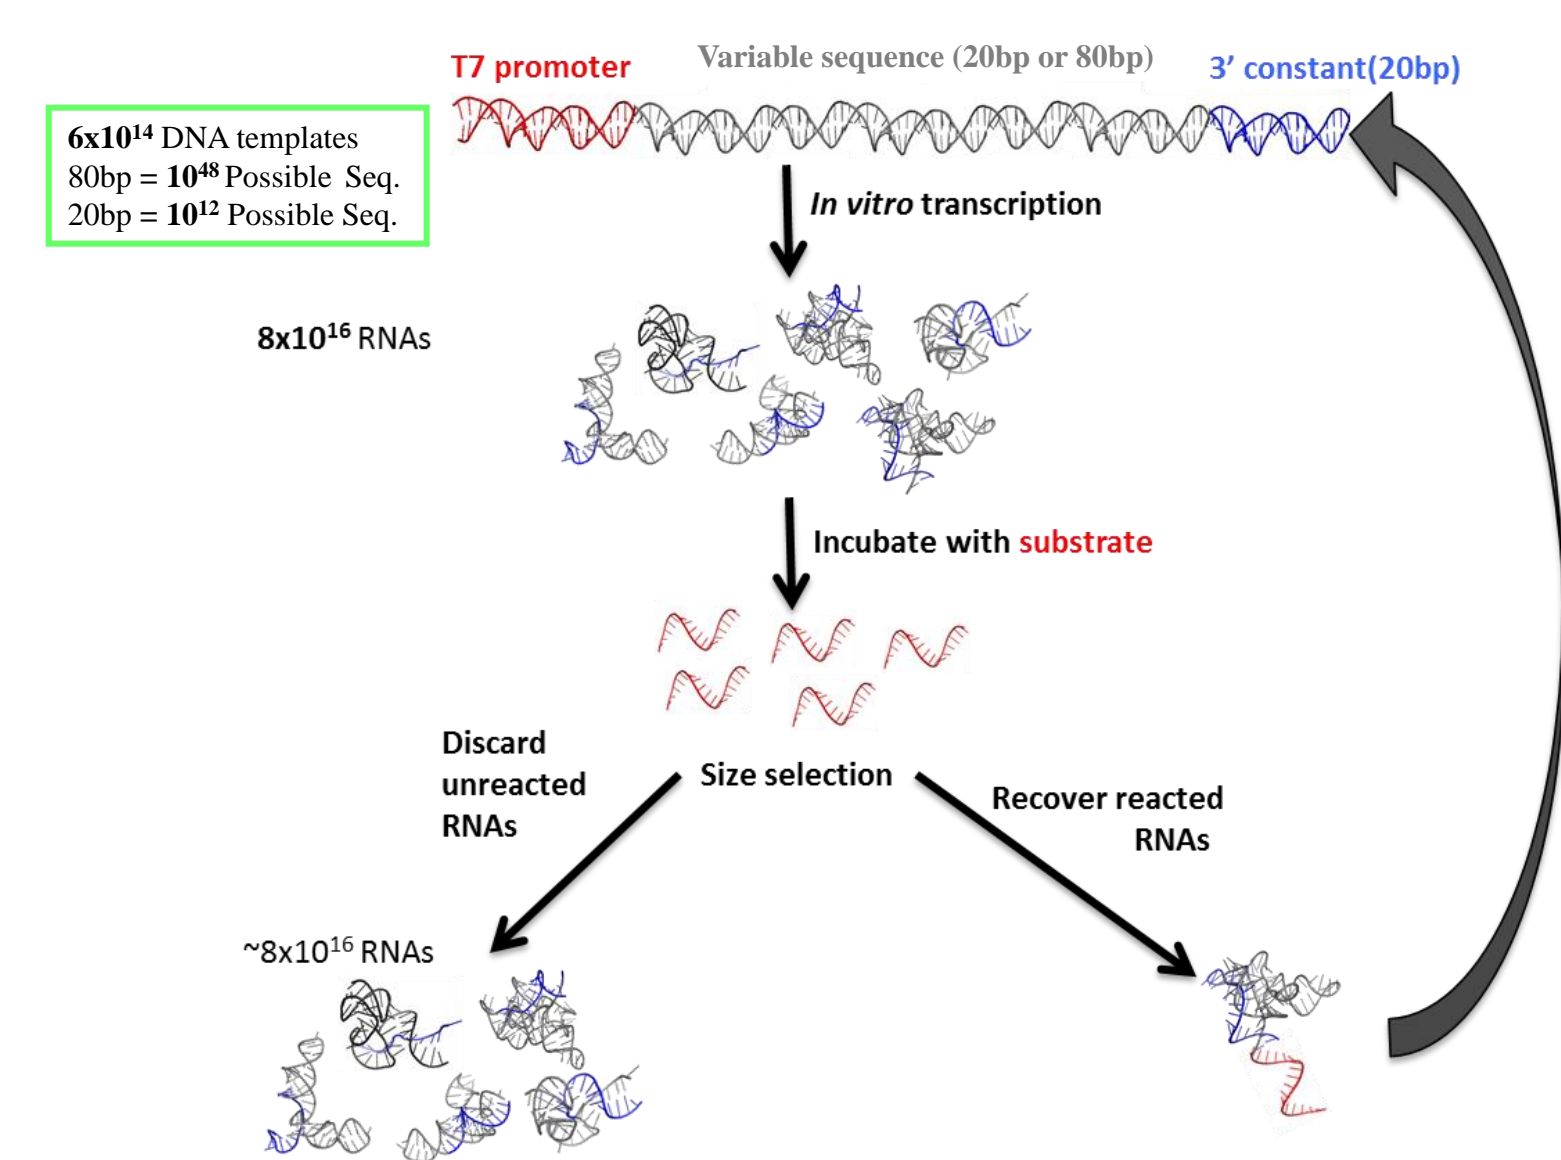 T7 promoter
Variable sequence (20bp or 80bp)
3’ constant(20bp)
6x10¹⁴ DNA templates
80bp = 10⁴⁸ Possible Seq.
20bp = 10¹² Possible Seq.
In vitro transcription
8x10¹⁶ RNAs
Incubate with substrate
Discard
unreacted
RNAs
Size selection
Recover reacted
RNAs
~8x10¹⁶ RNAs